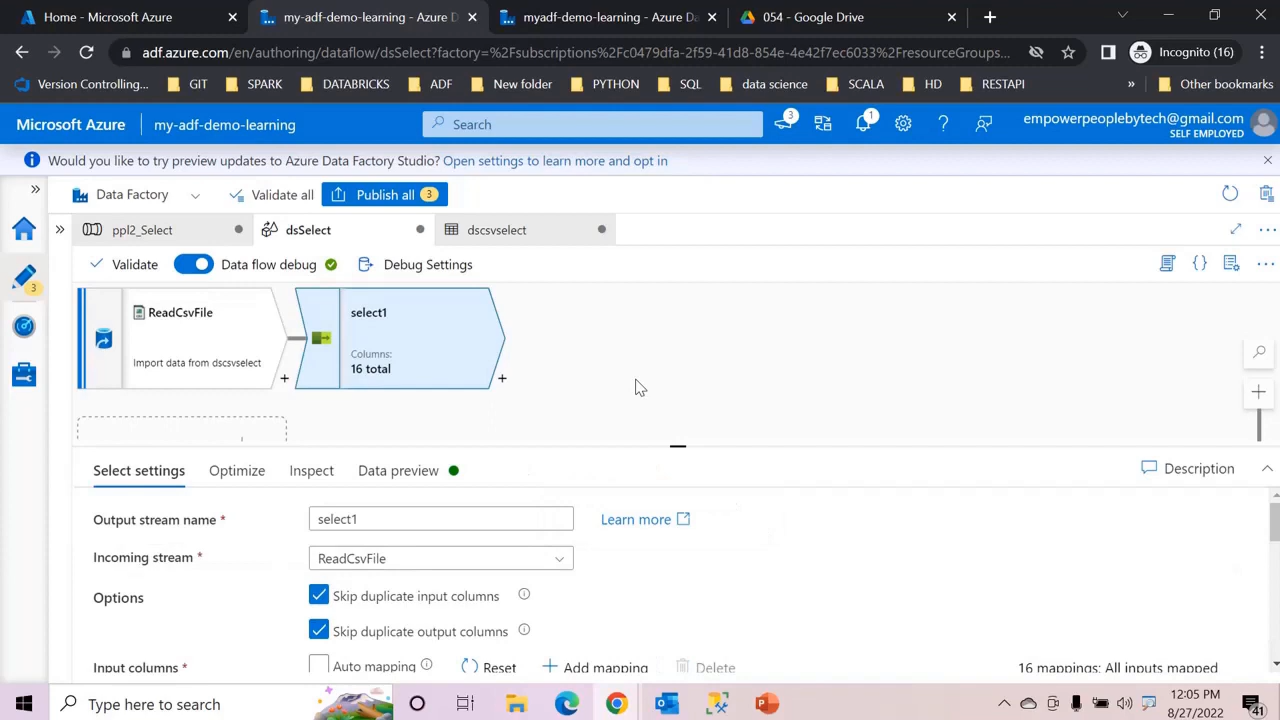 Home - Microsoft Azure
my-adf-demo-learning - Azure D
myadf-demo-learning - Azure Da
054 - Google Drive
adf.azure.com/en/authoring/dataflow/dsSelect?factory=%2Fsubscriptions%2Fc0479dfa-2f59-41d8-854e-4e42f7ec6033%2FresourceGroups...
Incognito (16)
Version Controlling...
GIT
SPARK
DATABRICKS
ADF
New folder
PYTHON
SQL
data science
SCALA
HD
RESTAPI
»
Other bookmarks
Microsoft Azure
my-adf-demo-learning
Search
3
1
empowerpeoplebytech@gmail.com
SELF EMPLOYED
Would you like to try preview updates to Azure Data Factory Studio? Open settings to learn more and opt in
Data Factory
Validate all
Publish all 3
ppl2_Select
dsSelect
dscsvselect
3
Validate
Data flow debug
Debug Settings
ReadCsvFile
Import data from dscsvselect
+
select1
Columns:
16 total
+
Select settings
Optimize
Inspect
Data preview
Description
Output stream name *
select1
Learn more
Incoming stream *
ReadCsvFile
Options
Skip duplicate input columns
Skip duplicate output columns
Input columns *
Auto mapping
Reset
Add mapping
Delete
16 mappings: All inputs mapped
Type here to search
12:05 PM
8/27/2022
41